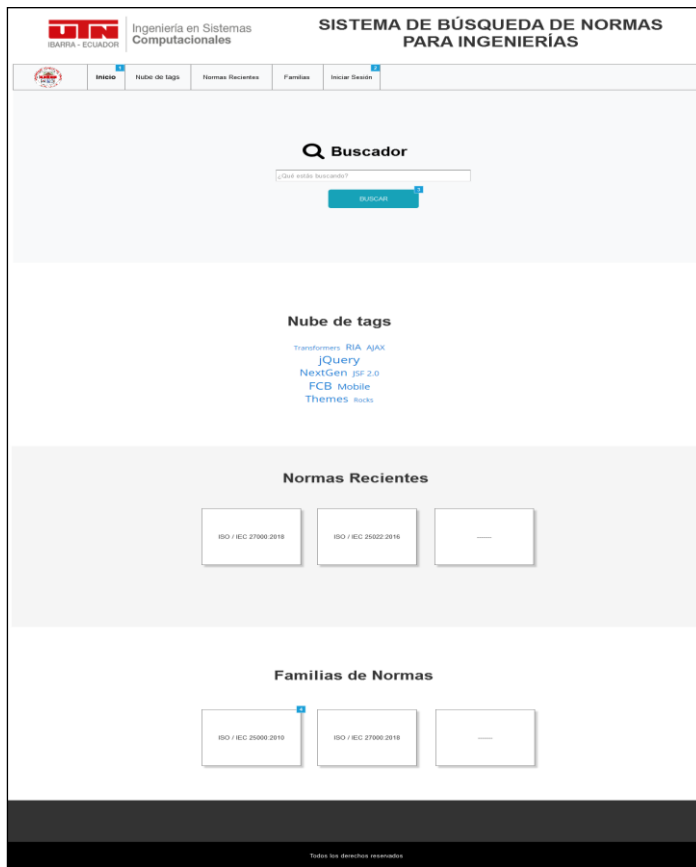 UTN
IBARRA - ECUADOR
Ingeniería en Sistemas
Computacionales
SISTEMA DE BÚSQUEDA DE NORMAS
PARA INGENIERÍAS
1
2
Inicio Nube de tags Normas Recientes Familias Iniciar Sesión
Buscador
¿Qué estás buscando?
3
BUSCAR
Nube de tags
Transformers RIA AJAX
jQuery
NextGen JSF 2.0
FCB Mobile
Themes Rocks
Normas Recientes
ISO / IEC 27000:2018 ISO / IEC 25022:2016 -------
Familias de Normas
4
ISO / IEC 25000:2010 ISO / IEC 27000:2018 -------
Todos los derechos reservados